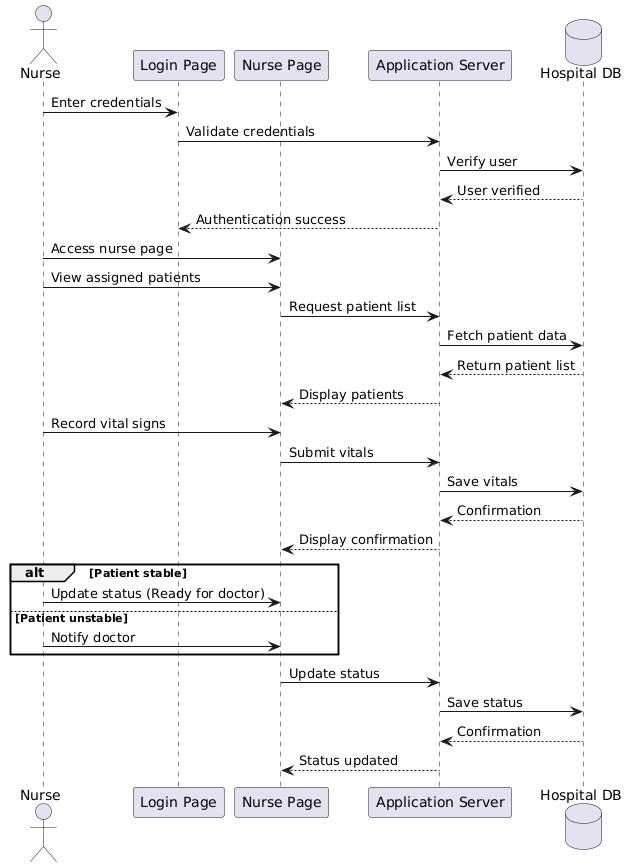 Nurse
Login Page
Nurse Page
Application Server
Hospital DB
Enter credentials
Validate credentials
Verify user
User verified
Authentication success
Access nurse page
View assigned patients
Request patient list
Fetch patient data
Return patient list
Display patients
Record vital signs
Submit vitals
Save vitals
Confirmation
Display confirmation
alt [Patient stable]
Update status (Ready for doctor)
[Patient unstable]
Notify doctor
Update status
Save status
Confirmation
Status updated
Nurse
Login Page
Nurse Page
Application Server
Hospital DB